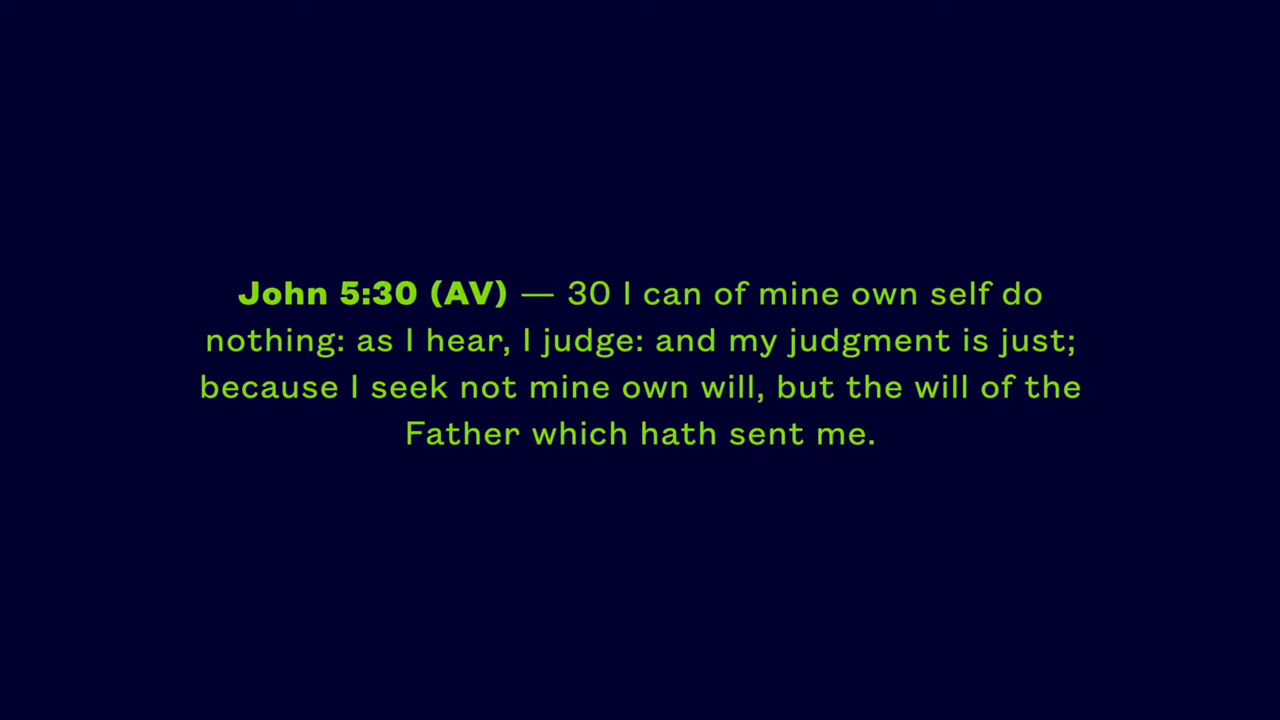 John 5:30 (AV) — 30 I can of mine own self do
nothing: as I hear, I judge: and my judgment is just;
because I seek not mine own will, but the will of the
Father which hath sent me.